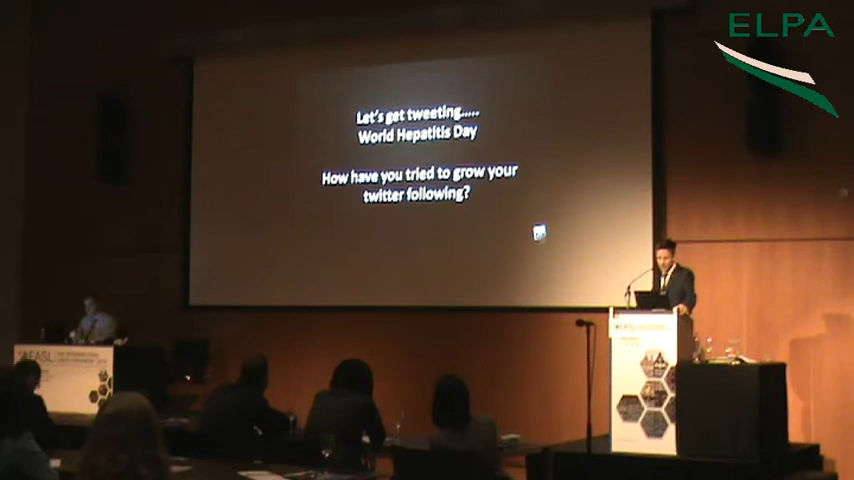 ELPA
Let's get tweeting.....
World Hepatitis Day
How have you tried to grow your
twitter following?
EASL